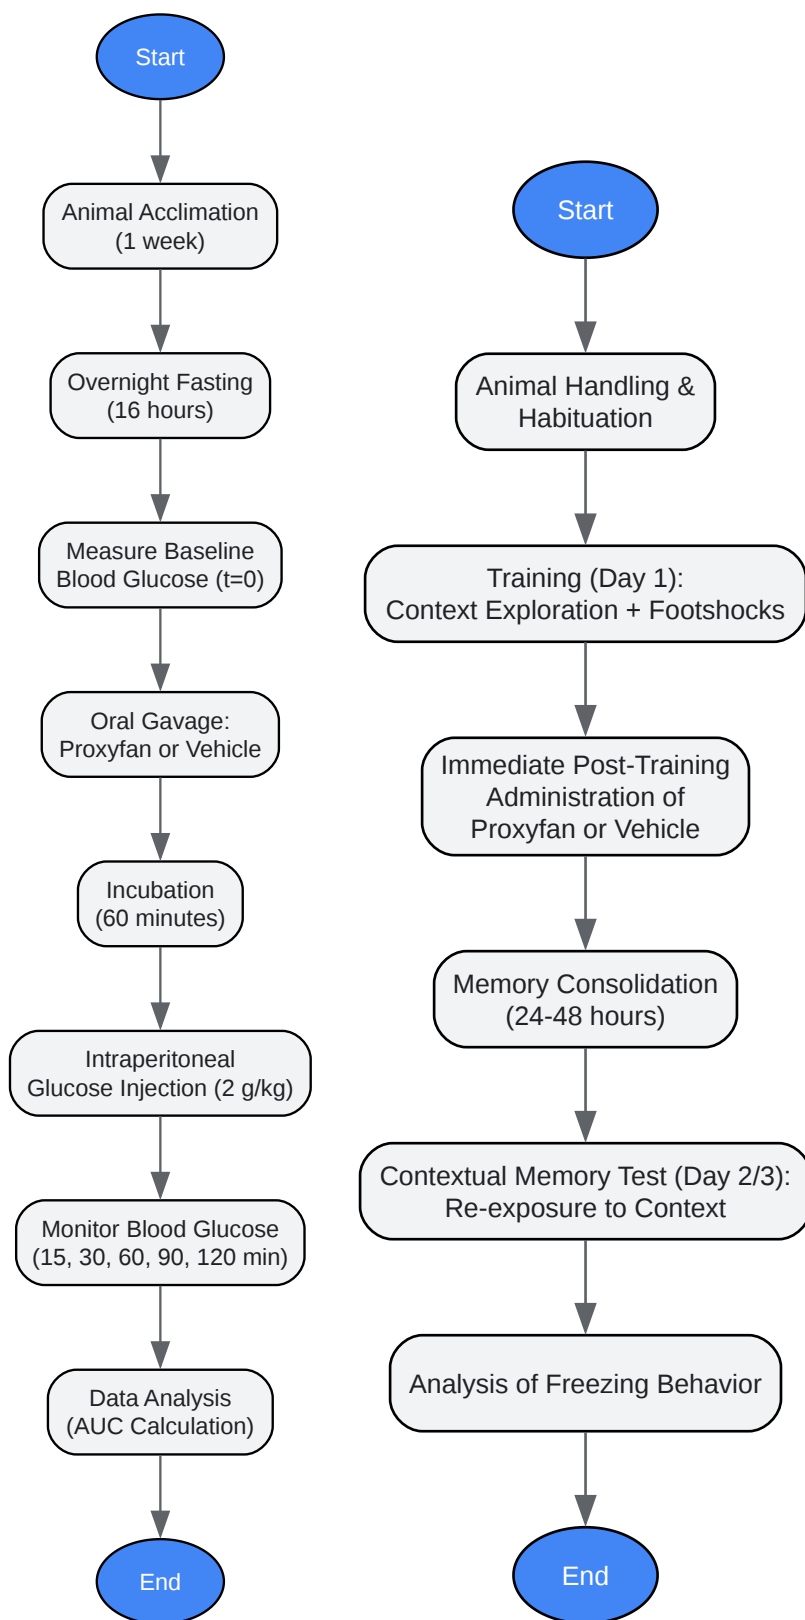 Start
Animal Acclimation
(1 week)
Overnight Fasting
(16 hours)
Measure Baseline
Blood Glucose (t=0)
Oral Gavage:
Proxyfan or Vehicle
Incubation
(60 minutes)
Intraperitoneal
Glucose Injection (2 g/kg)
Monitor Blood Glucose
(15, 30, 60, 90, 120 min)
Data Analysis
(AUC Calculation)
End
Start
Animal Handling &
Habituation
Training (Day 1):
Context Exploration + Footshocks
Immediate Post-Training
Administration of
Proxyfan or Vehicle
Memory Consolidation
(24-48 hours)
Contextual Memory Test (Day 2/3):
Re-exposure to Context
Analysis of Freezing Behavior
End